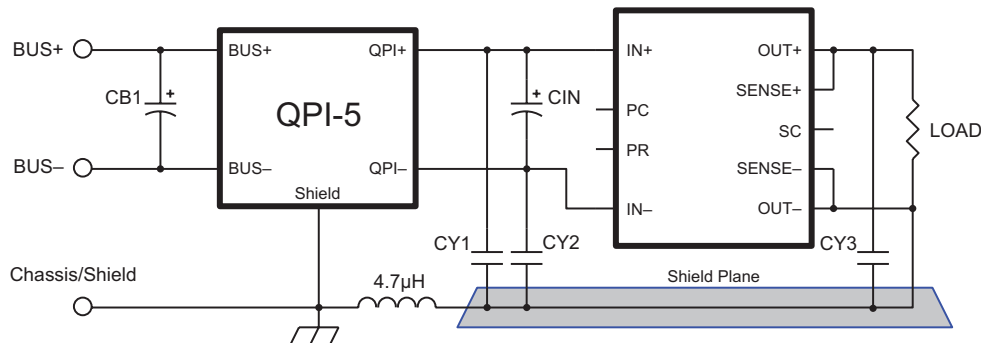 BUS+
BUS+
QPI+
IN+
OUT+
CB1
+
QPI-5
+
CIN
PC
SENSE+
SC
LOAD
PR
BUS–
BUS–
QPI–
SENSE–
Shield
IN–
OUT–
CY1
CY2
CY3
Chassis/Shield
4.7µH
Shield Plane